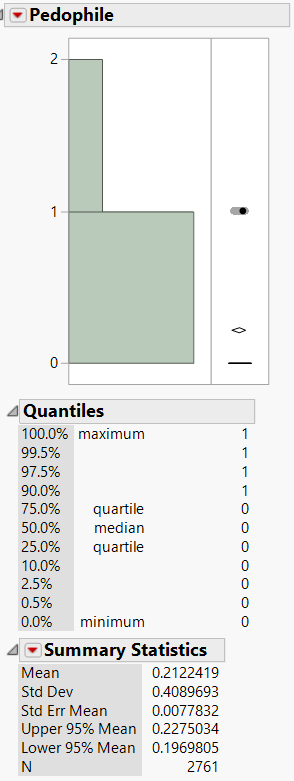 Pedophile
2
1
0
Quantiles
100.0% maximum 1
99.5% 1
97.5% 1
90.0% 1
75.0% quartile 0
50.0% median 0
25.0% quartile 0
10.0% 0
2.5% 0
0.5% 0
0.0% minimum 0
Summary Statistics
Mean 0.2122419
Std Dev 0.4089693
Std Err Mean 0.0077832
Upper 95% Mean 0.2275034
Lower 95% Mean 0.1969805
N 2761